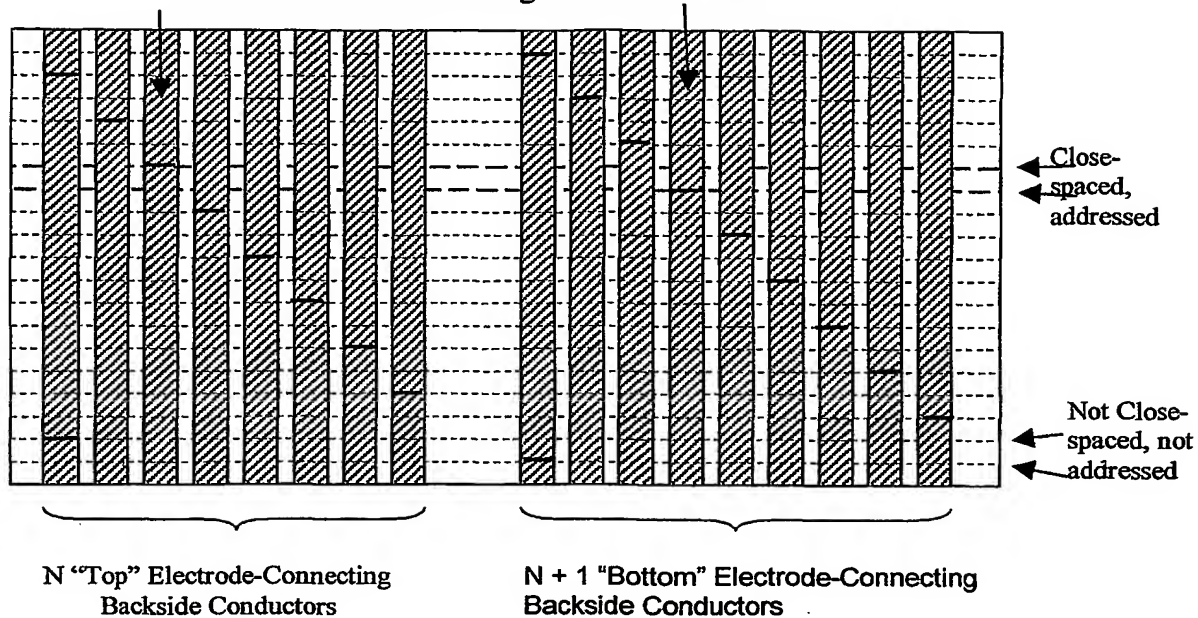 Close-
spaced,
addressed
Not Close-
spaced, not
addressed
N “Top” Electrode-Connecting
Backside Conductors
N + 1 "Bottom" Electrode-Connecting
Backside Conductors